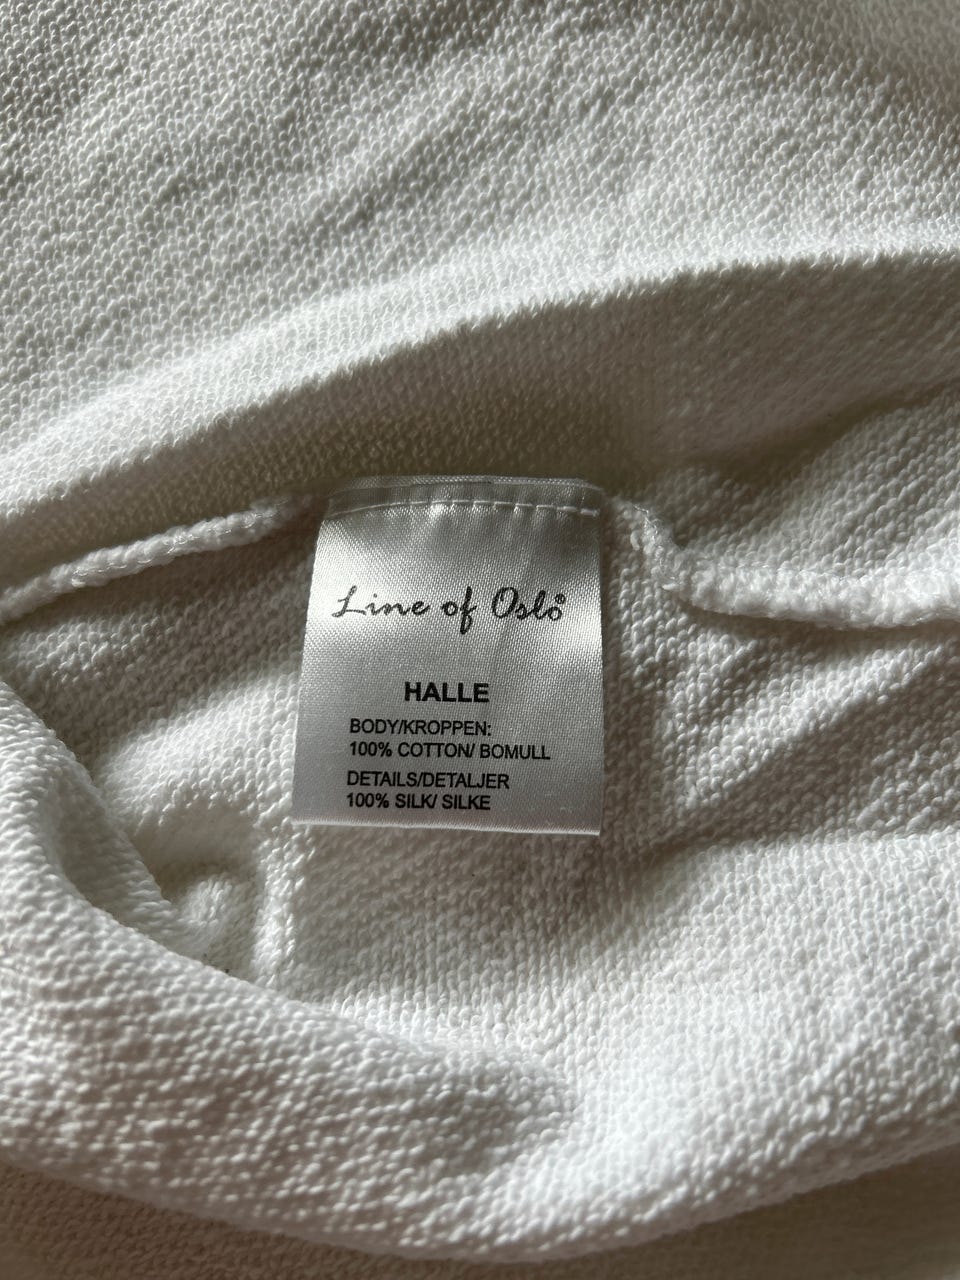 Line of Oslo
HALLE
BODY/KROPPEN:
100% COTTON/ BOMULL
DETAILS/DETALJER
100% SILK/ SILKE